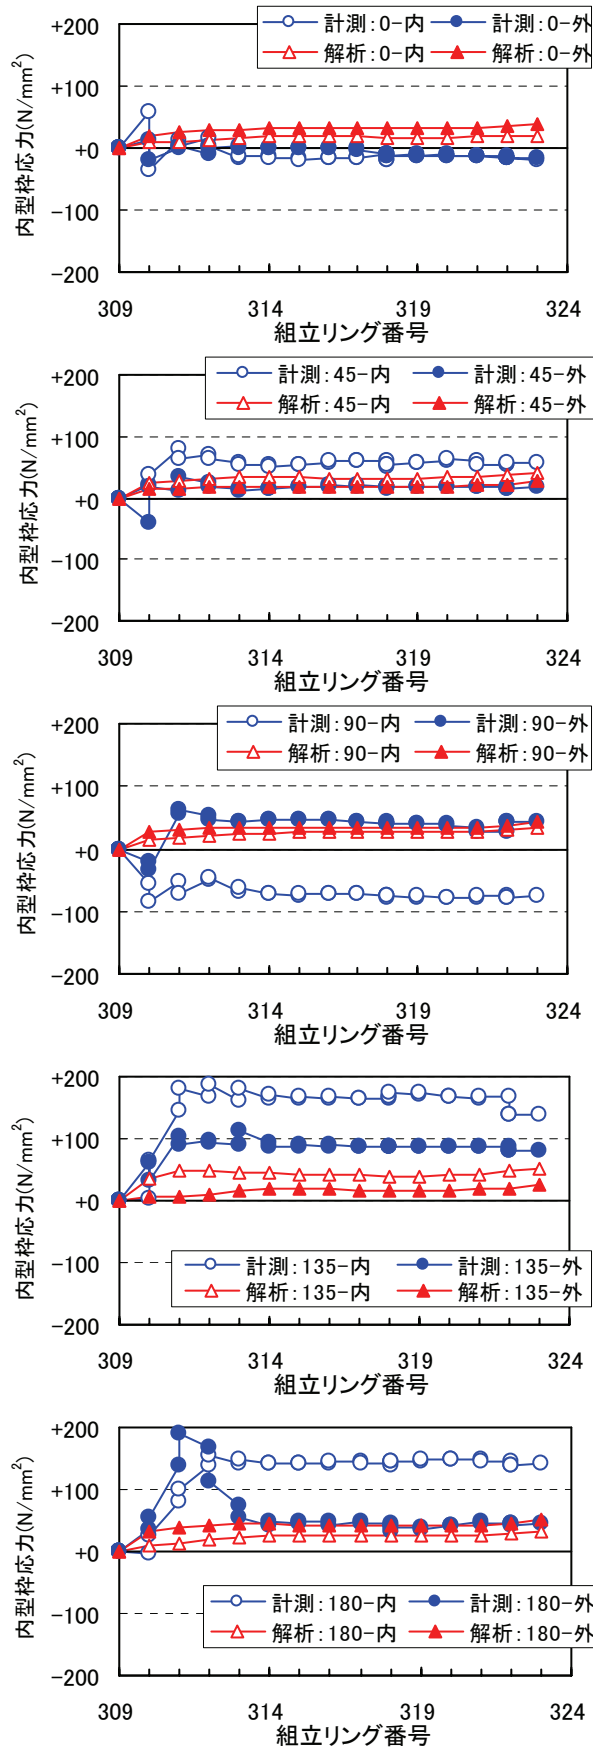 計測:0-内 計測:0-外
解析:0-内 解析:0-外
+200
+100
+0
-100
-200
内型枠応力(N/mm²)
309 314 319 324
組立リング番号
計測:45-内 計測:45-外
解析:45-内 解析:45-外
+200
+100
+0
-100
-200
内型枠応力(N/mm²)
309 314 319 324
組立リング番号
計測:90-内 計測:90-外
解析:90-内 解析:90-外
+200
+100
+0
-100
-200
内型枠応力(N/mm²)
309 314 319 324
組立リング番号
+200
+100
+0
-100
-200
内型枠応力(N/mm²)
計測:135-内 計測:135-外
解析:135-内 解析:135-外
309 314 319 324
組立リング番号
+200
+100
+0
-100
-200
内型枠応力(N/mm²)
計測:180-内 計測:180-外
解析:180-内 解析:180-外
309 314 319 324
組立リング番号